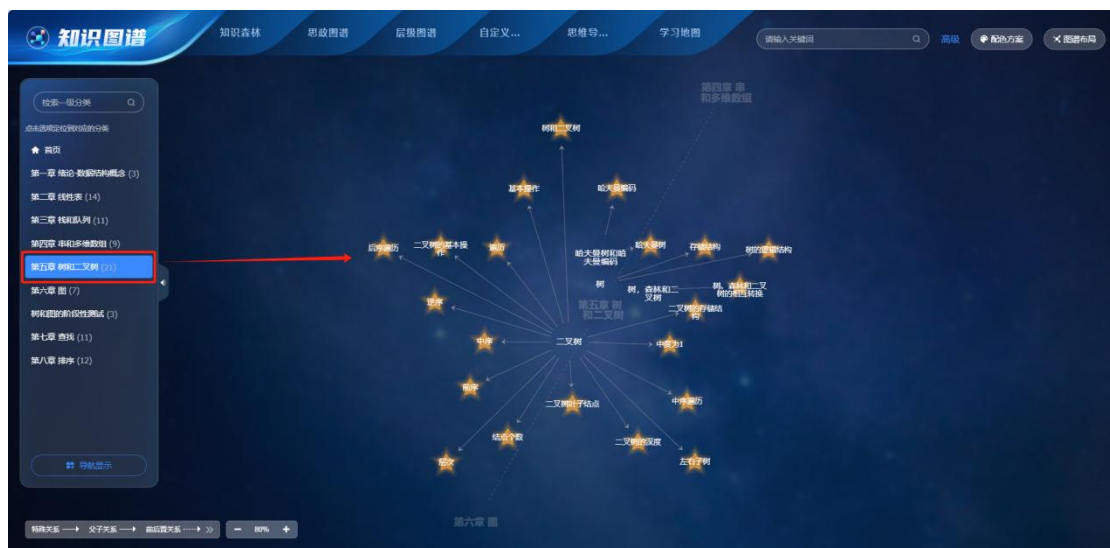 知识图谱
知识森林
思政图谱
层级图谱
自定义...
思维导...
学习地图
请输入关键词
高级
配色方案
图谱布局
检索一级分类
点击选项定位到对应的分类
首页
第一章 绪论-数据结构概念 (3)
第二章 线性表 (14)
第三章 栈和队列 (11)
第四章 串和多维数组 (9)
第五章 树和二叉树 (21)
第六章 图 (7)
树和图的阶段性测试 (3)
第七章 查找 (11)
第八章 排序 (12)
导航显示
特殊关系
父子关系
前后置关系
80%
第四章 串
和多维数组
树和二叉树
基本操作
哈夫曼编码
后序遍历
二叉树的基本操
作
遍历
哈夫曼树和哈
夫曼编码
哈夫曼树
存储结构
树的逻辑结构
树
树，森林和二
叉树
树、森林和二叉
树的相互转换
第五章 树
和二叉树
二叉树的存储结
构
中序
二叉树
中度为1
前序
二叉树叶子结点
中序遍历
结点个数
二叉树的深度
层次
左右子树
第六章 图